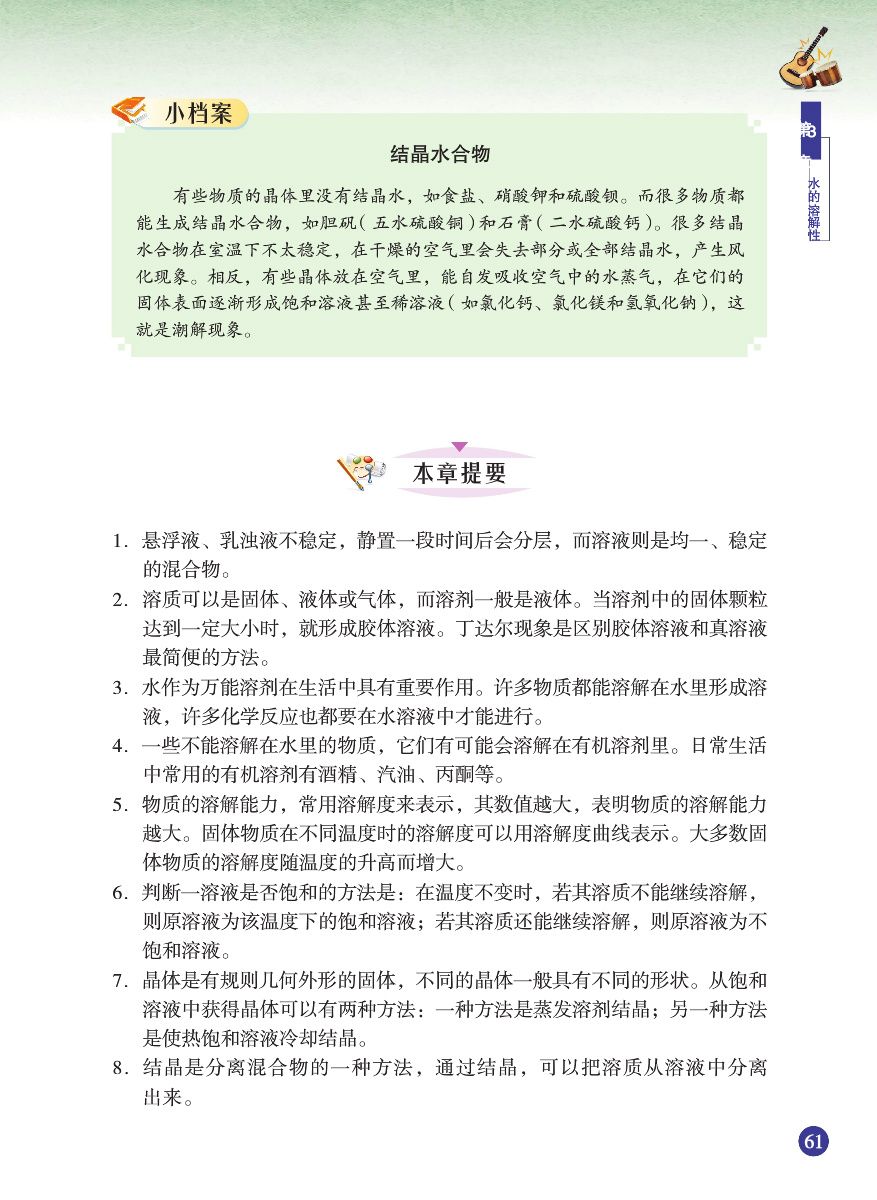 小档案
结晶水合物
有些物质的晶体里没有结晶水，如食盐、硝酸钾和硫酸钡。而很多物质都
能生成结晶水合物，如胆矾（五水硫酸铜）和石膏（二水硫酸钙）。很多结晶
水合物在室温下不太稳定，在干燥的空气里会失去部分或全部结晶水，产生风
化现象。相反，有些晶体放在空气里，能自发吸收空气中的水蒸气，在它们的
固体表面逐渐形成饱和溶液甚至稀溶液（如氯化钙、氯化镁和氢氧化钠），这
就是潮解现象。
第3
水的溶解性
本章提要
1. 悬浮液、乳浊液不稳定，静置一段时间后会分层，而溶液则是均一、稳定
的混合物。
2. 溶质可以是固体、液体或气体，而溶剂一般是液体。当溶剂中的固体颗粒
达到一定大小时，就形成胶体溶液。丁达尔现象是区别胶体溶液和真溶液
最简便的方法。
3. 水作为万能溶剂在生活中具有重要作用。许多物质都能溶解在水里形成溶
液，许多化学反应也都要在水溶液中才能进行。
4. 一些不能溶解在水里的物质，它们有可能会溶解在有机溶剂里。日常生活
中常用的有机溶剂有酒精、汽油、丙酮等。
5. 物质的溶解能力，常用溶解度来表示，其数值越大，表明物质的溶解能力
越大。固体物质在不同温度时的溶解度可以用溶解度曲线表示。大多数固
体物质的溶解度随温度的升高而增大。
6. 判断一溶液是否饱和的方法是：在温度不变时，若其溶质不能继续溶解，
则原溶液为该温度下的饱和溶液；若其溶质还能继续溶解，则原溶液为不
饱和溶液。
7. 晶体是有规则几何外形的固体，不同的晶体一般具有不同的形状。从饱和
溶液中获得晶体可以有两种方法：一种方法是蒸发溶剂结晶；另一种方法
是使热饱和溶液冷却结晶。
8. 结晶是分离混合物的一种方法，通过结晶，可以把溶质从溶液中分离
出来。
61